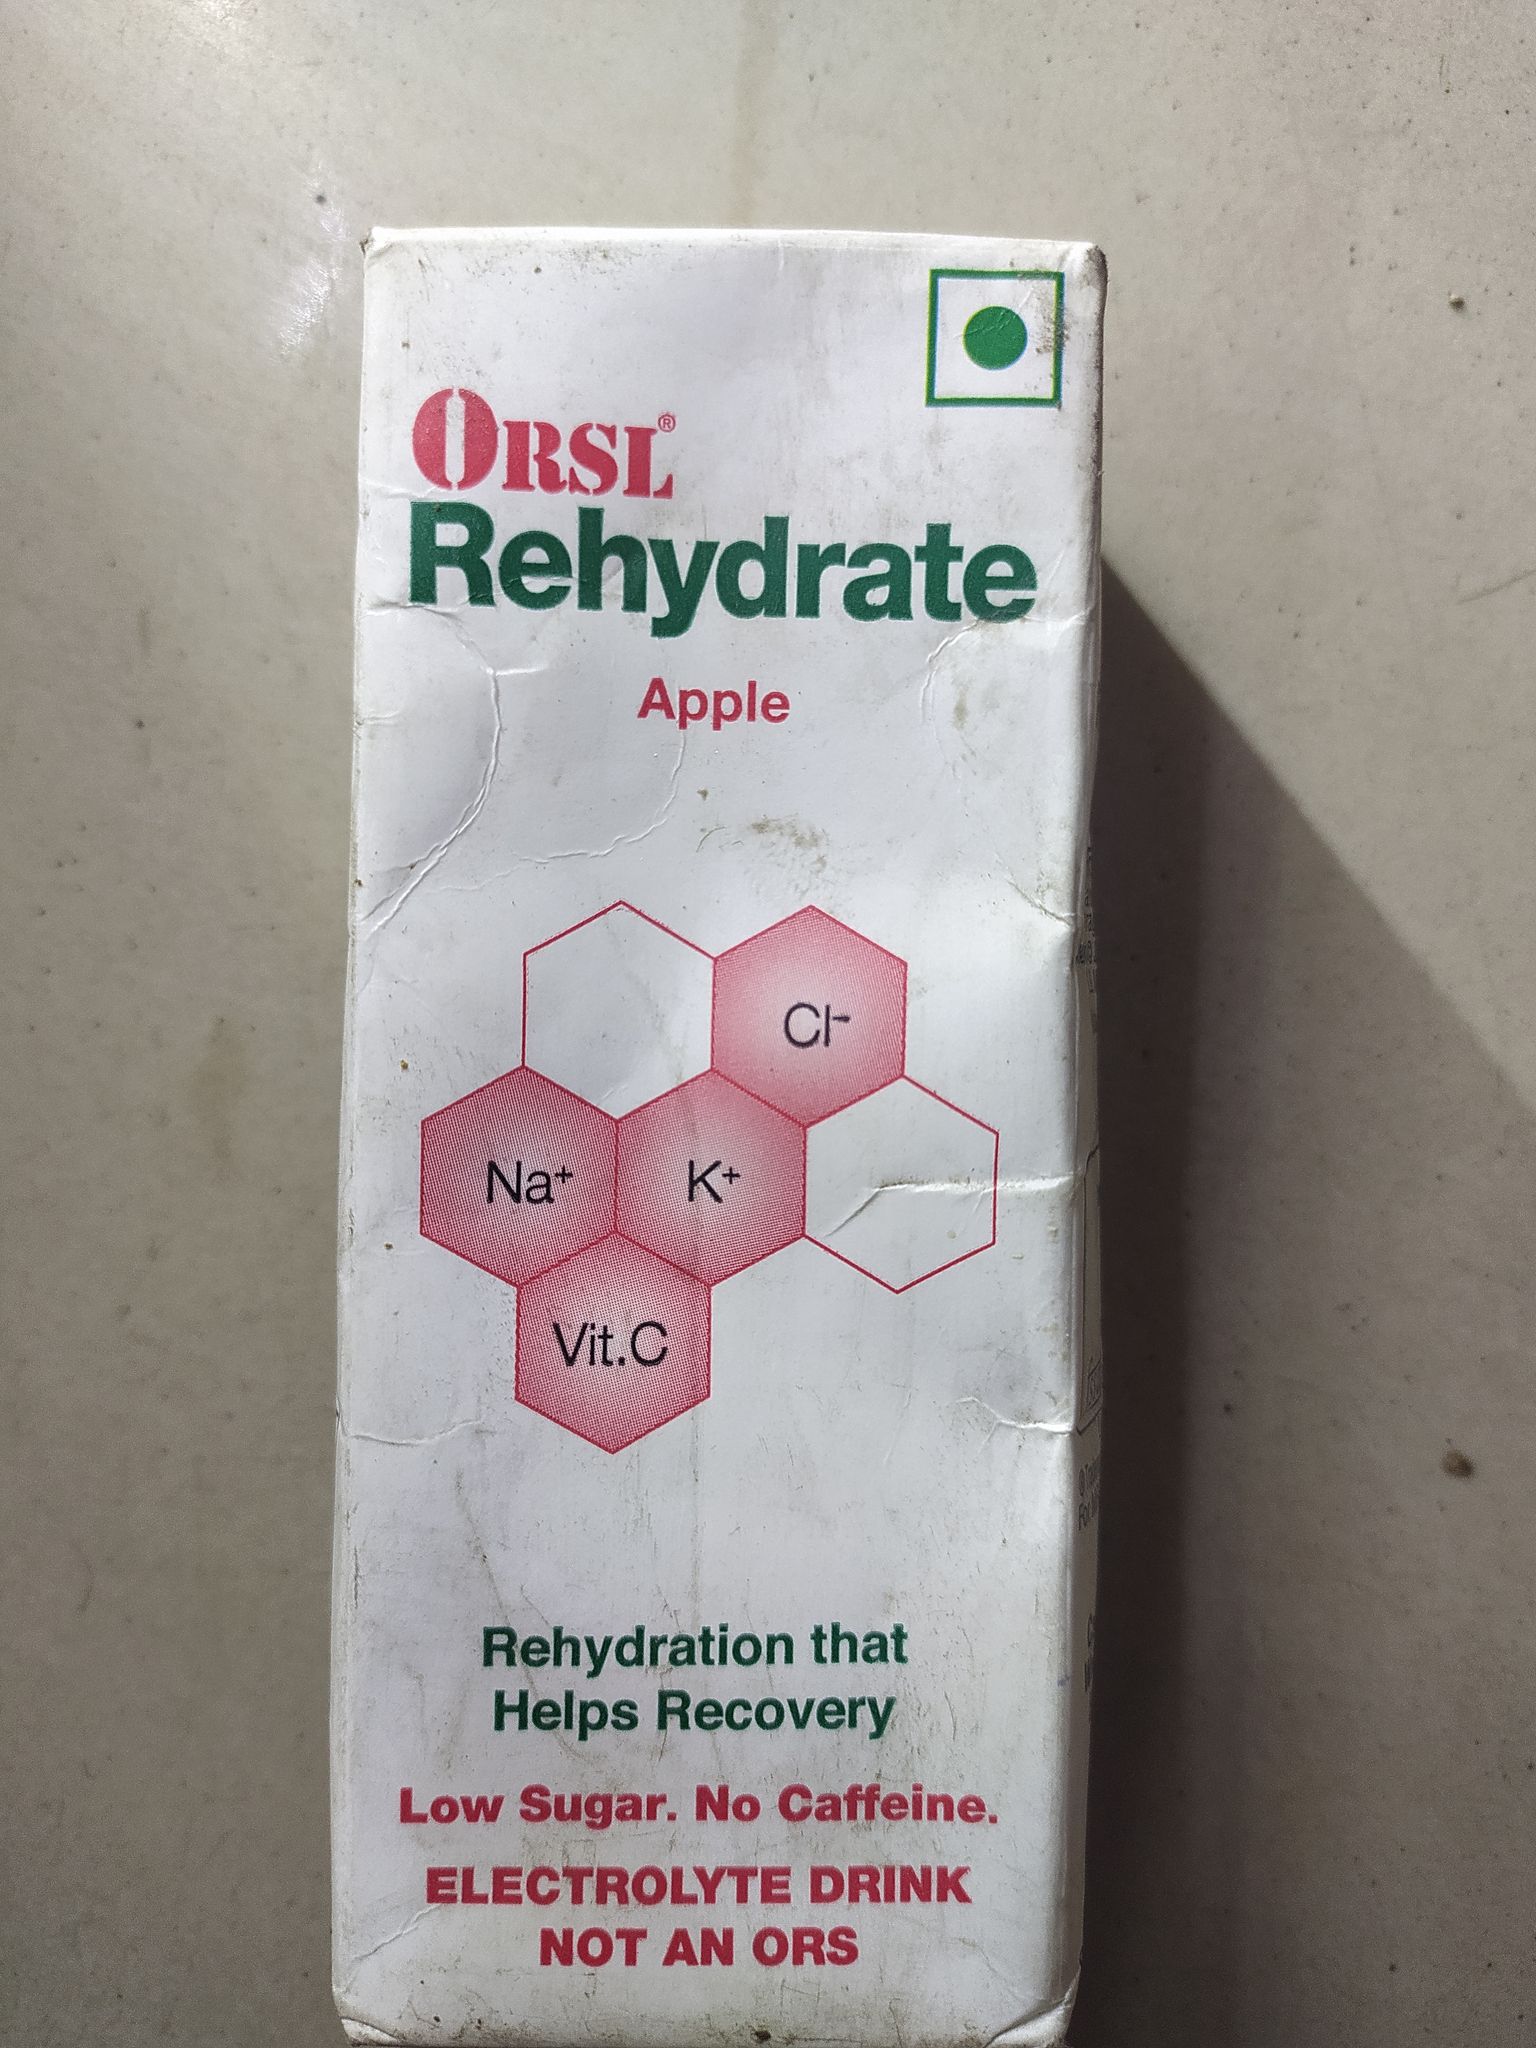 ORSL®
Rehydrate
Apple
Cl⁻
Na⁺ K⁺
Vit.C
Rehydration that
Helps Recovery
Low Sugar. No Caffeine.
ELECTROLYTE DRINK
NOT AN ORS